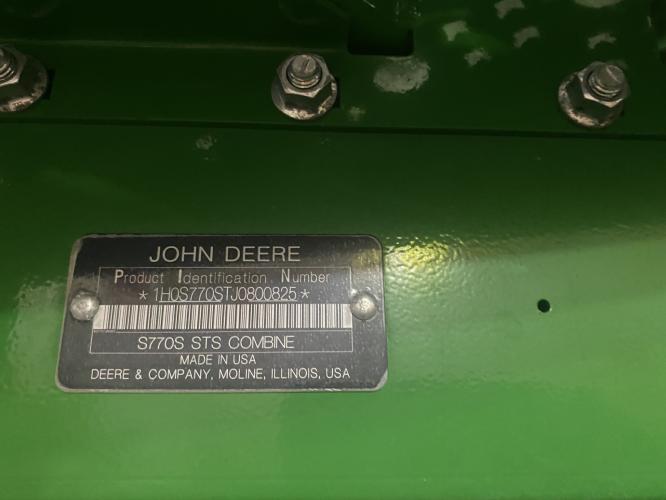 JOHN DEERE
Product Identification Number
*1H0S770STJ0800825*
S770S STS COMBINE
MADE IN USA
DEERE & COMPANY, MOLINE, ILLINOIS, USA